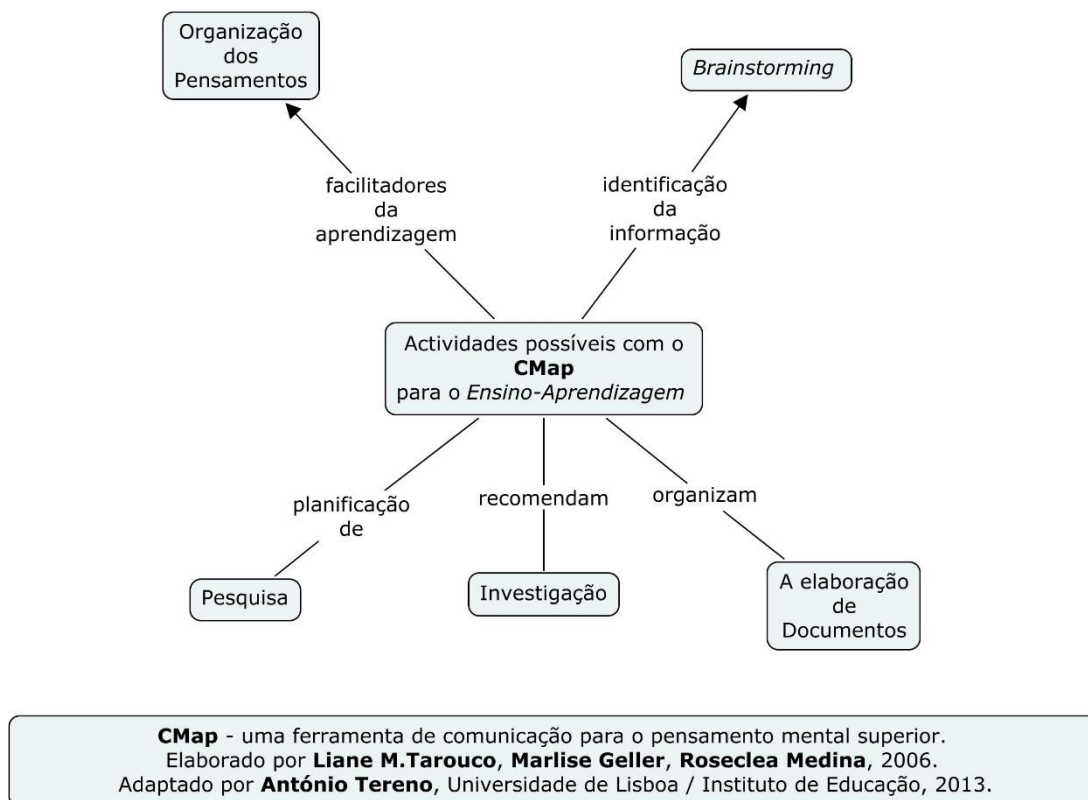 Organização
dos
Pensamentos
Brainstorming
facilitadores
da
aprendizagem
identificação
da
informação
Actividades possíveis com o
CMap
para o Ensino-Aprendizagem
planificação
de
recomendam
organizam
Pesquisa
Investigação
A elaboração
de
Documentos
CMap - uma ferramenta de comunicação para o pensamento mental superior.
Elaborado por Liane M.Tarouco, Marlise Geller, Roseclea Medina, 2006.
Adaptado por António Tereno, Universidade de Lisboa / Instituto de Educação, 2013.